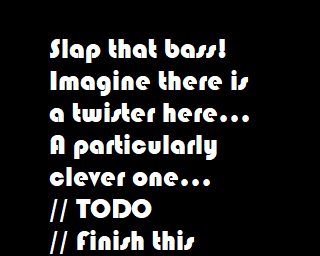 Slap that bass!
Imagine there is
a twister here...
A particularly
clever one...
// TODO
// Finish this